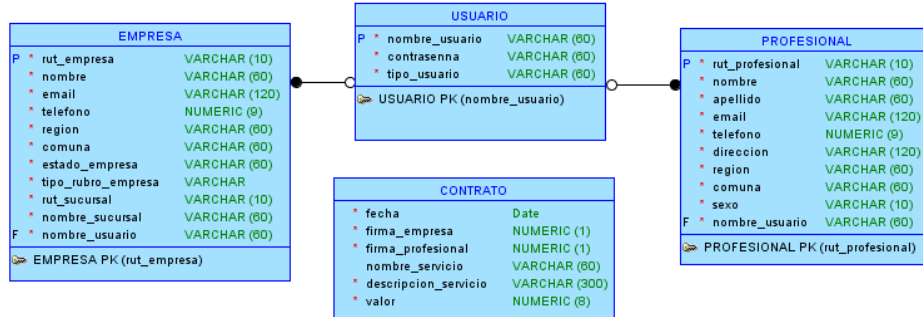 EMPRESA
P * rut_empresa VARCHAR (10)
* nombre VARCHAR (60)
* email VARCHAR (120)
* telefono NUMERIC (9)
* region VARCHAR (60)
* comuna VARCHAR (60)
* estado_empresa VARCHAR (60)
* tipo_rubro_empresa VARCHAR
* rut_sucursal VARCHAR (10)
* nombre_sucursal VARCHAR (60)
F * nombre_usuario VARCHAR (60)
EMPRESA PK (rut_empresa)
USUARIO
P * nombre_usuario VARCHAR (60)
* contrasenna VARCHAR (60)
* tipo_usuario VARCHAR (60)
USUARIO PK (nombre_usuario)
PROFESIONAL
P * rut_profesional VARCHAR (10)
* nombre VARCHAR (60)
* apellido VARCHAR (60)
* email VARCHAR (120)
* telefono NUMERIC (9)
* direccion VARCHAR (120)
* region VARCHAR (60)
* comuna VARCHAR (60)
* sexo VARCHAR (10)
F * nombre_usuario VARCHAR (60)
PROFESIONAL PK (rut_profesional)
CONTRATO
* fecha Date
* firma_empresa NUMERIC (1)
* firma_profesional NUMERIC (1)
nombre_servicio VARCHAR (60)
* descripcion_servicio VARCHAR (300)
* valor NUMERIC (8)